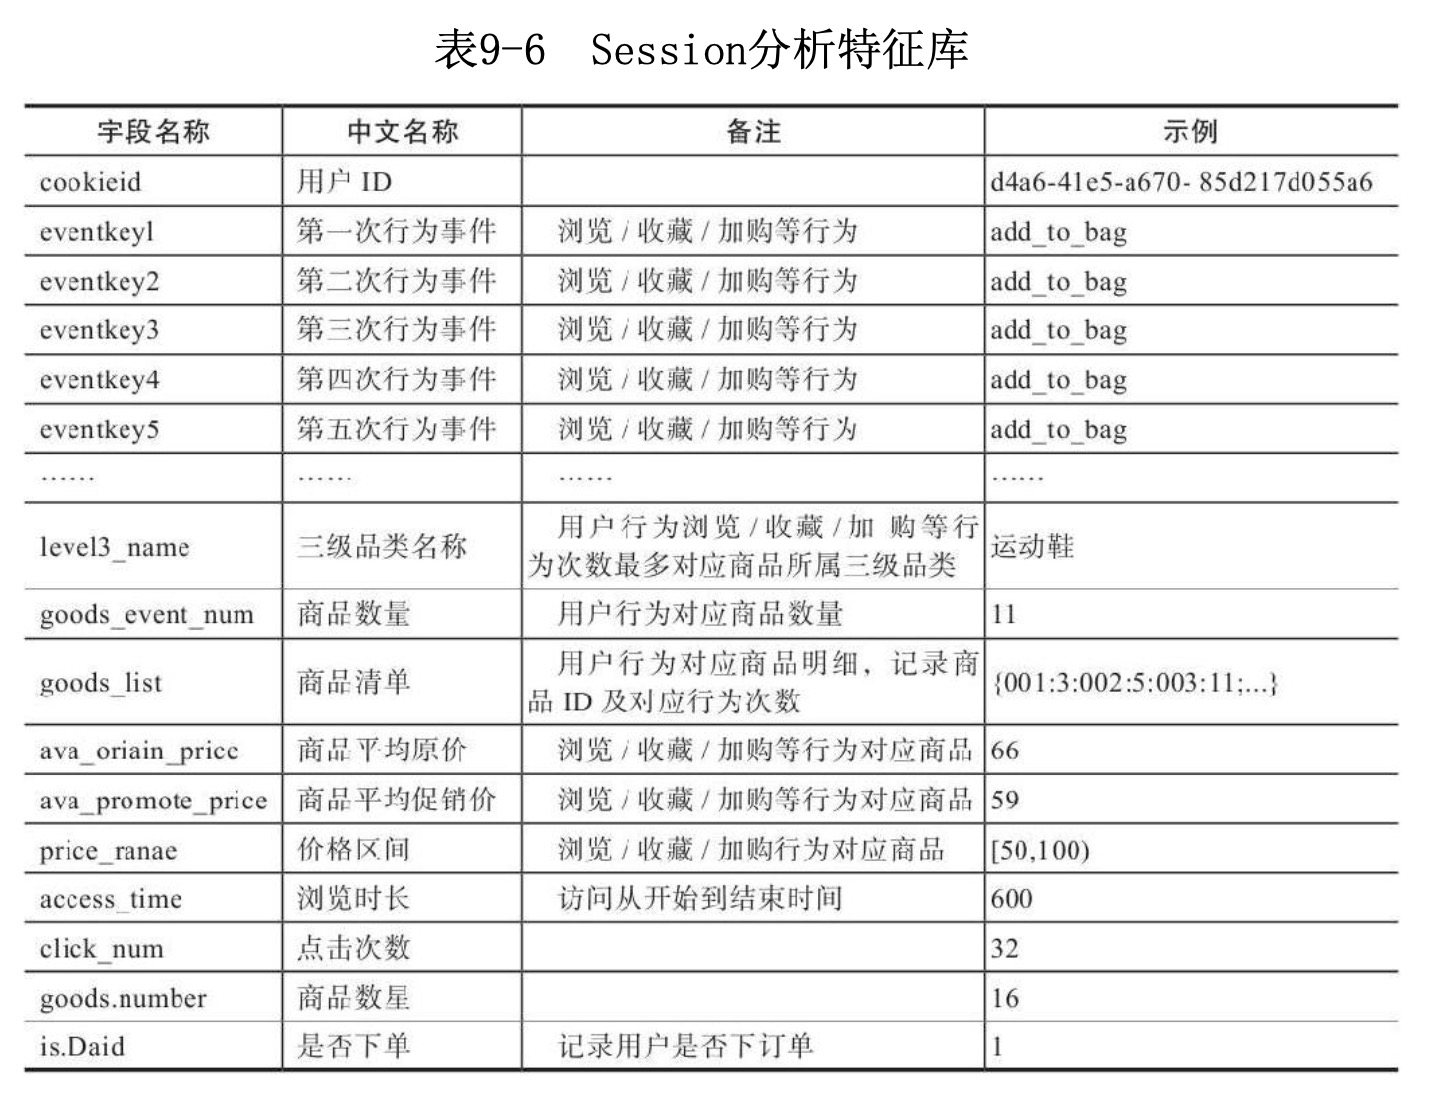 表9-6 Session分析特征库
字段名称 中文名称 备注 示例
cookieid 用户 ID d4a6-41e5-a670- 85d217d055a6
eventkey1 第一次行为事件 浏览 / 收藏 / 加购等行为 add_to_bag
eventkey2 第二次行为事件 浏览 / 收藏 / 加购等行为 add_to_bag
eventkey3 第三次行为事件 浏览 / 收藏 / 加购等行为 add_to_bag
eventkey4 第四次行为事件 浏览 / 收藏 / 加购等行为 add_to_bag
eventkey5 第五次行为事件 浏览 / 收藏 / 加购等行为 add_to_bag
…… …… …… ……
level3_name 三级品类名称 用户行为浏览 /收藏 /加 购等行
为次数最多对应商品所属三级品类 运动鞋
goods_event_num 商品数量 用户行为对应商品数量 11
goods_list 商品清单 用户行为对应商品明细，记录商
品 ID 及对应行为次数 {001:3:002:5:003:11;...}
ava_oriain_price 商品平均原价 浏览 / 收藏 / 加购等行为对应商品 66
ava_promote_price 商品平均促销价 浏览 / 收藏 / 加购等行为对应商品 59
price_ranae 价格区间 浏览 / 收藏 / 加购行为对应商品 [50,100)
access_time 浏览时长 访问从开始到结束时间 600
click_num 点击次数 32
goods.number 商品数星 16
is.Daid 是否下单 记录用户是否下订单 1